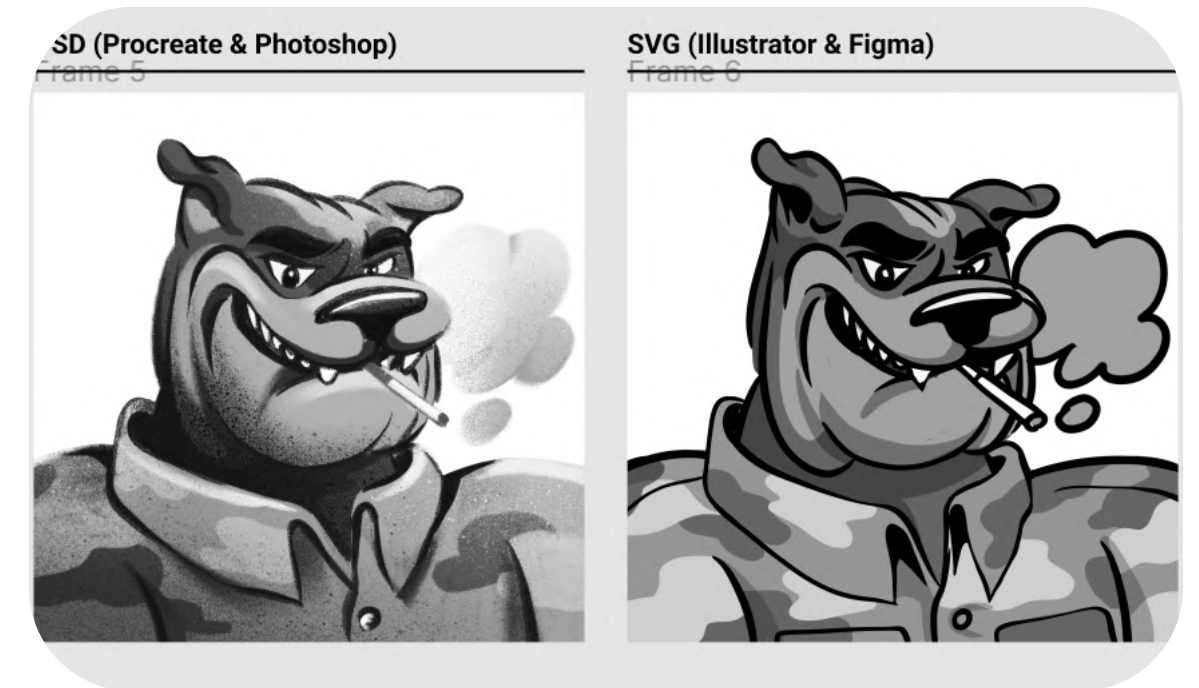 SD (Procreate & Photoshop)
Frame 5
SVG (Illustrator & Figma)
Frame 6